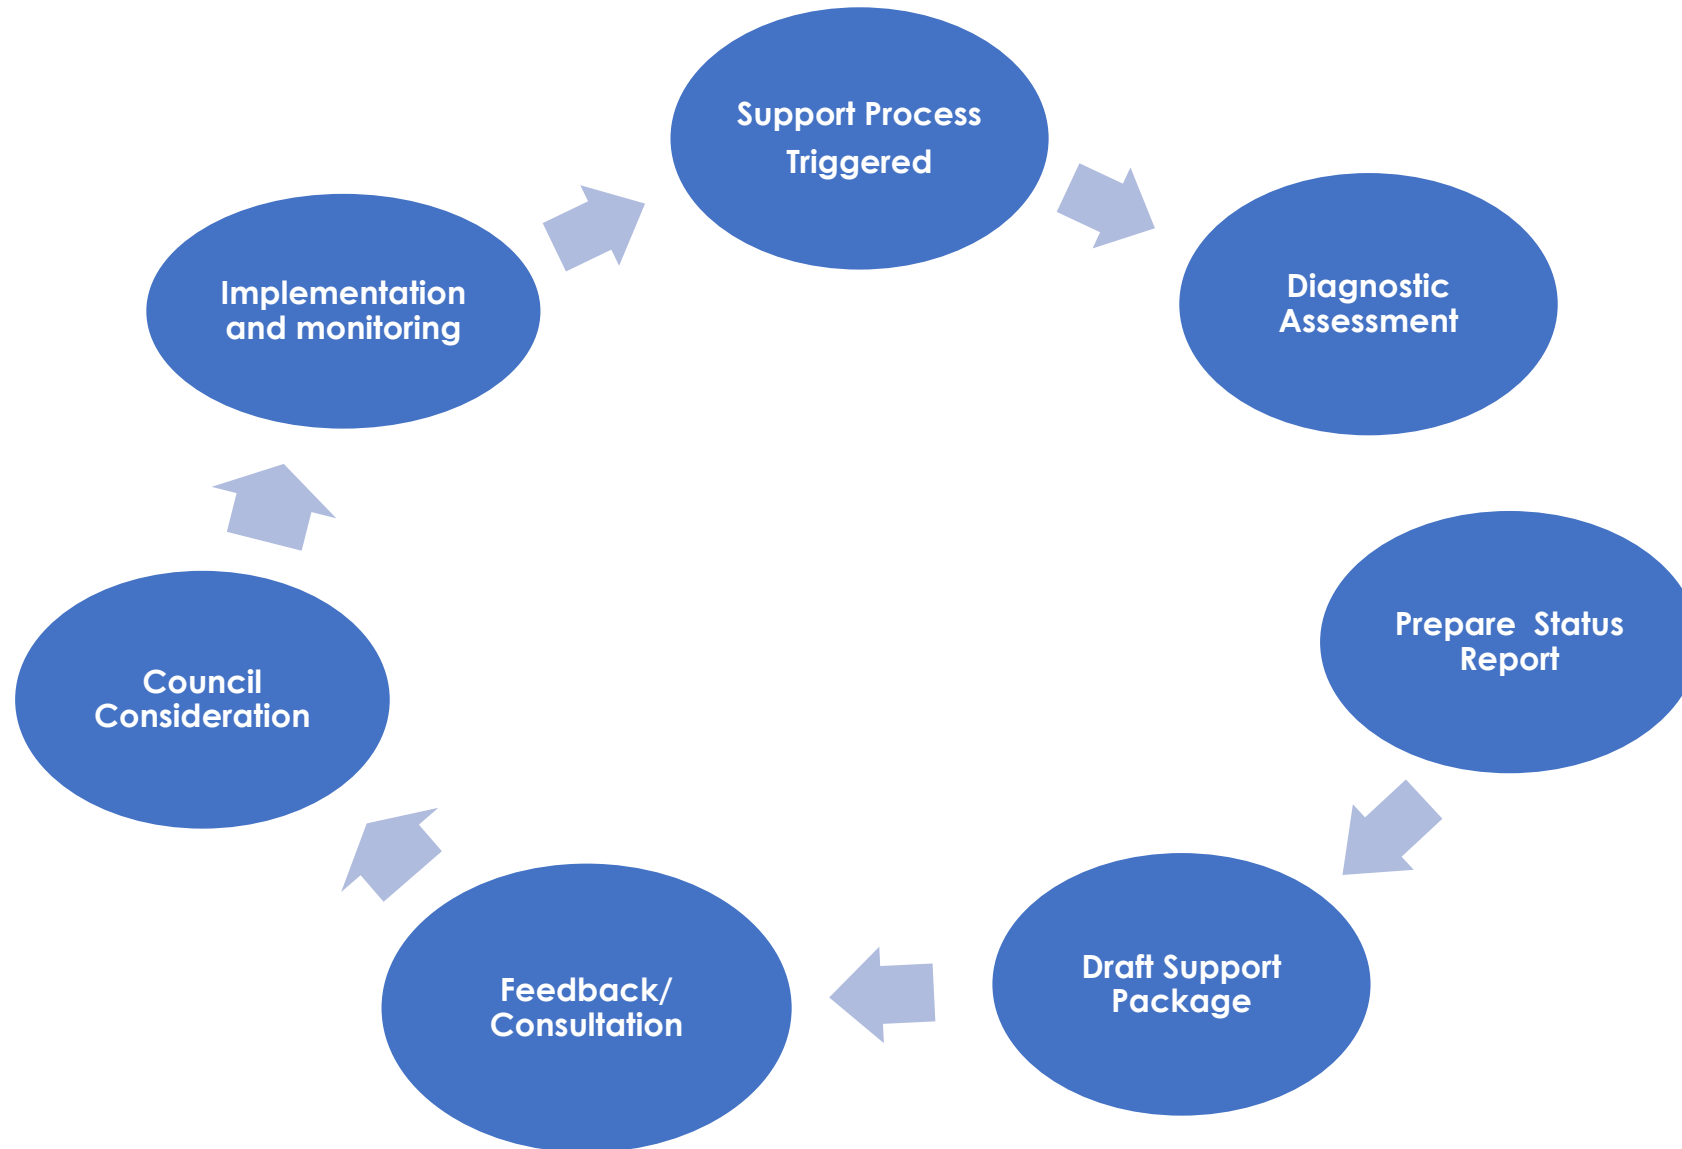 Support Process
Triggered
Diagnostic
Assessment
Prepare  Status
Report
Draft Support
Package
Feedback/
Consultation
Council
Consideration
Implementation
and monitoring